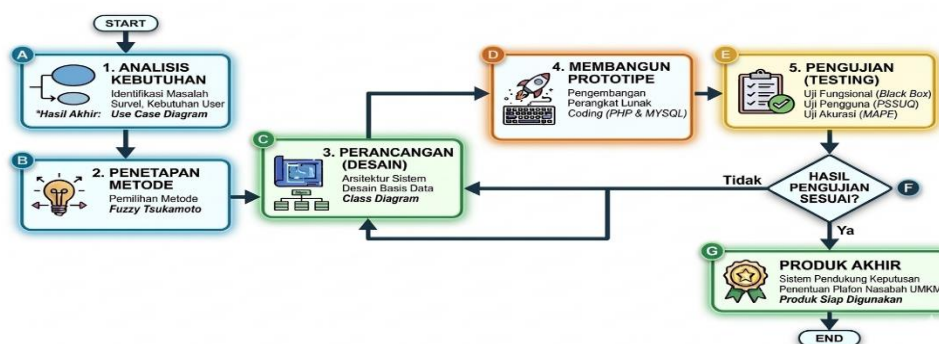 START
A
1. ANALISIS
KEBUTUHAN
Identifikasi Masalah
Survel, Kebutuhan User
*Hasil Akhir: Use Case Diagram
B
2. PENETAPAN
METODE
Pemilihan Metode
Fuzzy Tsukamoto
C
3. PERANCANGAN
(DESAIN)
Arsitektur Sistem
Desain Basis Data
Class Diagram
D
4. MEMBANGUN
PROTOTIPE
Pengembangan
Perangkat Lunak
Coding (PHP & MYSQL)
E
5. PENGUJIAN
(TESTING)
Uji Fungsional (Black Box)
Uji Pengguna (PSSUQ)
Uji Akurasi (MAPE)
HASIL
PENGUJIAN
SESUAI?
F
Tidak
Ya
G
PRODUK AKHIR
Sistem Pendukung Keputusan
Penentuan Plafon Nasabah UMKM
Produk Siap Digunakan
END